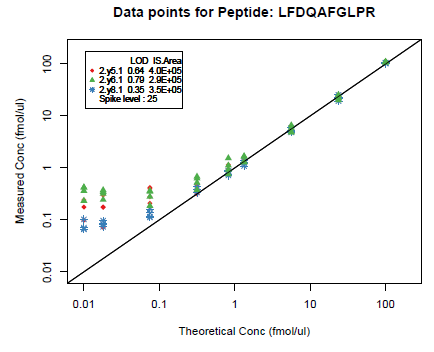 Data points for Peptide: LFDQAFGLPR
LOD IS.Area
2.y5.1 0.64 4.0E+05
2.y6.1 0.79 2.9E+05
2.y8.1 0.35 3.5E+05
Spike level : 25
Measured Conc (fmol/ul)
100
10
1
0.1
0.01
0.01 0.1 1 10 100
Theoretical Conc (fmol/ul)